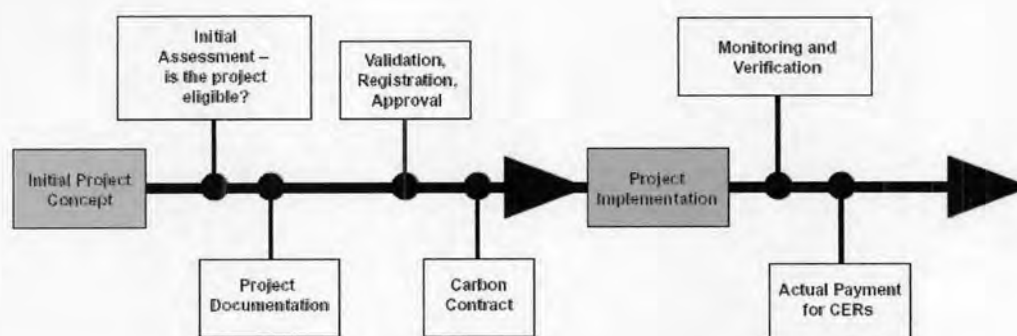 Initial
Assessment –
is the project
eligible?
Validation,
Registration,
Approval
Monitoring and
Verification
Initial Project
Concept
Project
Implementation
Project
Documentation
Carbon
Contract
Actual Payment
for CERs